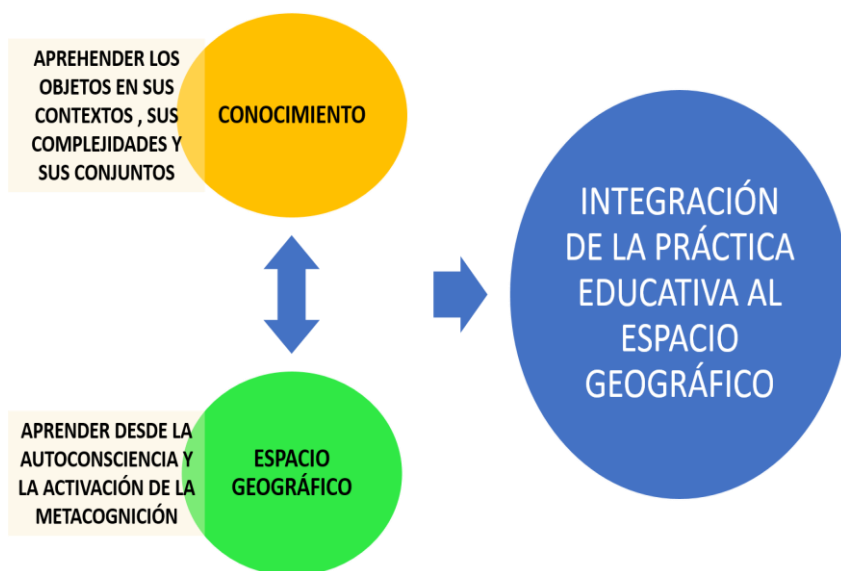 APREHENDER LOS
OBJETOS EN SUS
CONTEXTOS , SUS
COMPLEJIDADES Y
SUS CONJUNTOS
CONOCIMIENTO
INTEGRACIÓN
DE LA PRÁCTICA
EDUCATIVA AL
ESPACIO
GEOGRÁFICO
APRENDER DESDE LA
AUTOCONSCIENCIA Y
LA ACTIVACIÓN DE LA
METACOGNICIÓN
ESPACIO
GEOGRÁFICO